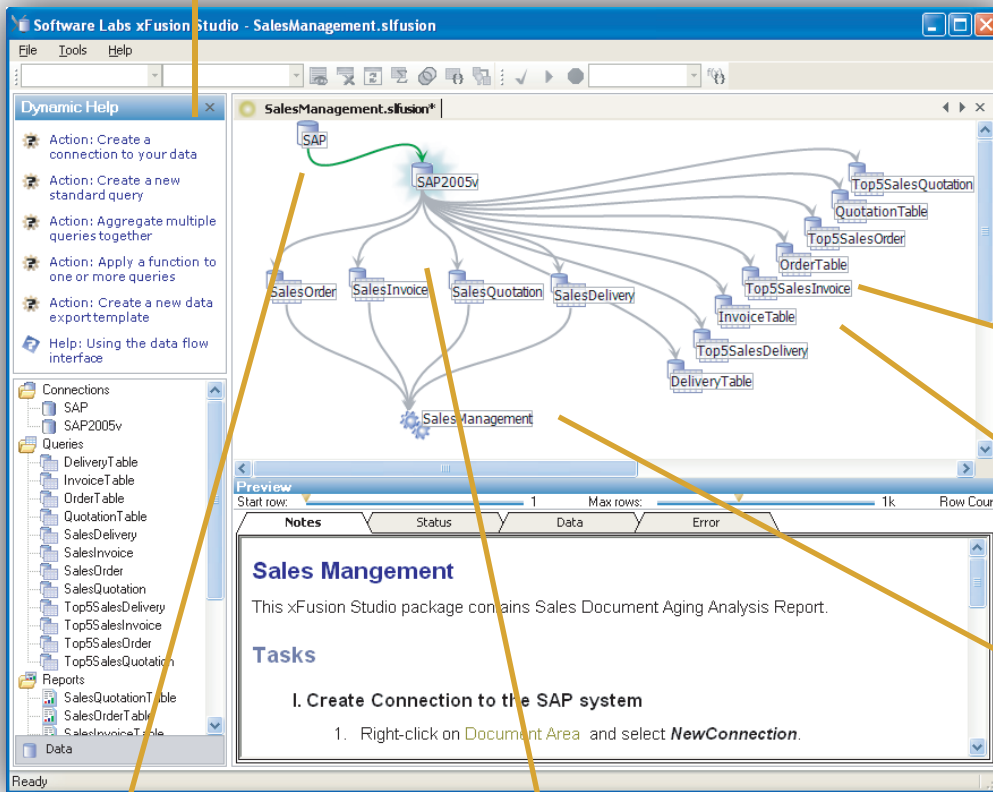 Software Labs xFusion Studio - SalesManagement.slfusion
File Tools Help
Dynamic Help
Action: Create a
connection to your data
Action: Create a new
standard query
Action: Aggregate multiple
queries together
Action: Apply a function to
one or more queries
Action: Create a new data
export template
Help: Using the data flow
interface
Connections
SAP
SAP2005v
Queries
DeliveryTable
InvoiceTable
OrderTable
QuotationTable
SalesDelivery
SalesInvoice
SalesOrder
SalesQuotation
Top5SalesDelivery
Top5SalesInvoice
Top5SalesOrder
Top5SalesQuotation
Reports
SalesQuotationTable
SalesOrderTable
SalesInvoiceTable
Data
Ready
SalesManagement.slfusion*
SAP
SAP2005v
Top5SalesQuotation
QuotationTable
Top5SalesOrder
OrderTable
Top5SalesInvoice
InvoiceTable
Top5SalesDelivery
DeliveryTable
SalesOrder
SalesInvoice
SalesQuotation
SalesDelivery
SalesManagement
Preview
Start row: 1 Max rows: 1k Row Coun
Notes Status Data Error
Sales Mangement
This xFusion Studio package contains Sales Document Aging Analysis Report.
Tasks
I. Create Connection to the SAP system
1. Right-click on Document Area and select NewConnection.